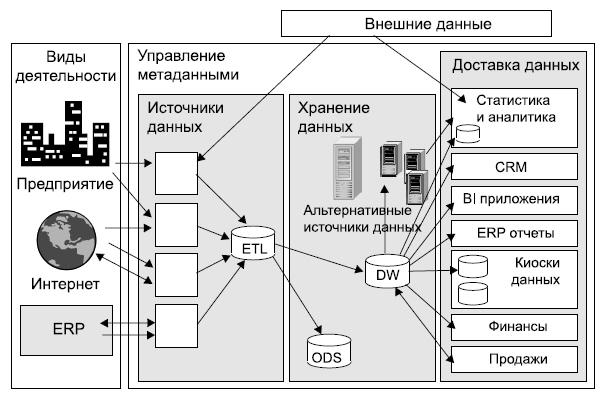 Внешние данные
Виды
деятельности
Предприятие
Интернет
ERP
Управление
метаданными
Источники
данных
ETL
Хранение
данных
Альтернативные
источники данных
DW
ODS
Доставка данных
Статистика
и аналитика
CRM
BI приложения
ERP отчеты
Киоски
данных
Финансы
Продажи